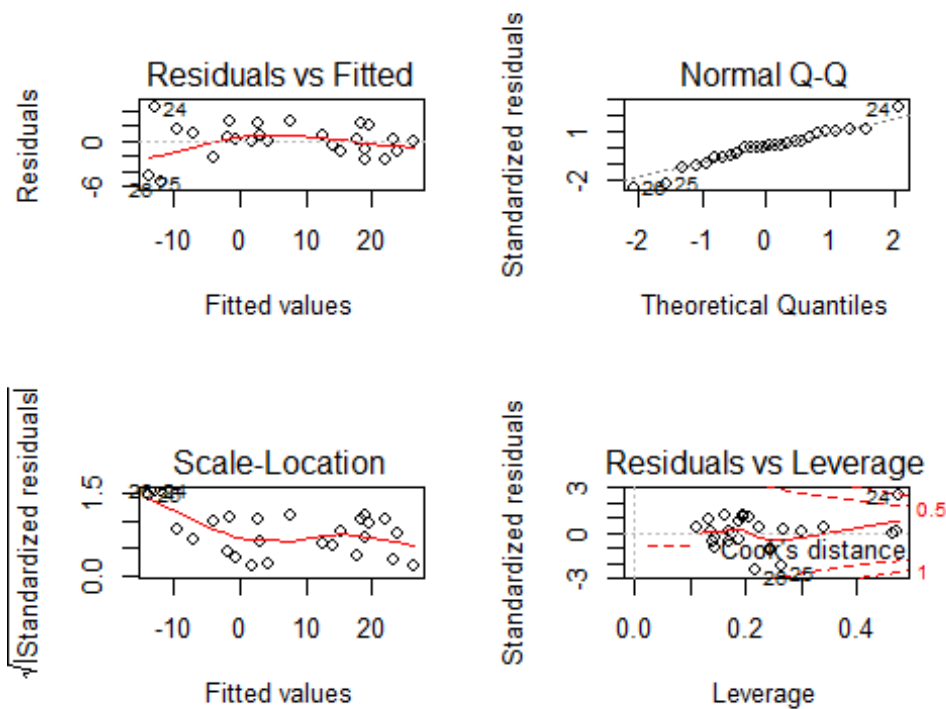 Residuals vs Fitted
Residuals
0
-6
24
25
-10 0 10 20
Fitted values
Normal Q-Q
Standardized residuals
1
-2
24
25
-2 -1 0 1 2
Theoretical Quantiles
Scale-Location
√|Standardized residuals|
1.5
0.0
-10 0 10 20
Fitted values
Residuals vs Leverage
Standardized residuals
3
0
-3
24
25
Cook's distance
0.5
1
0.0 0.2 0.4
Leverage